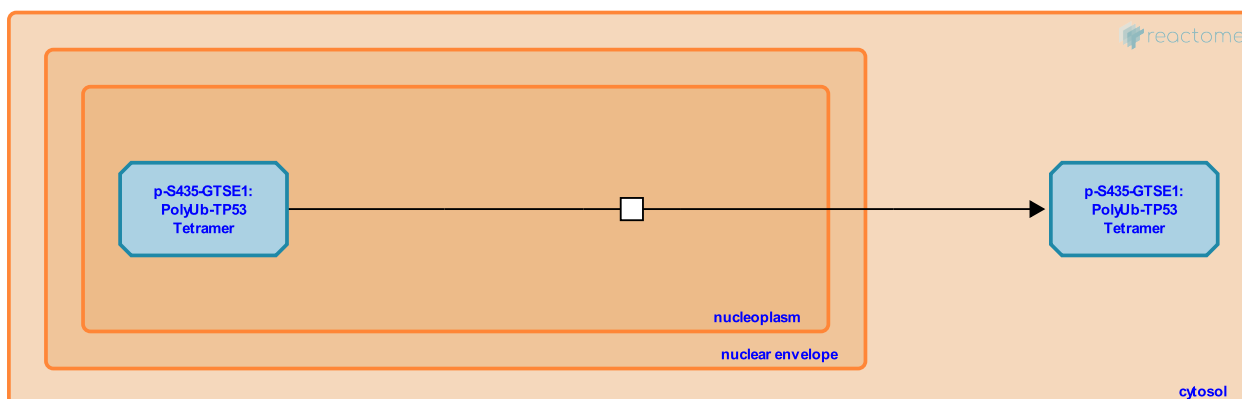 reactome
p-S435-GTSE1:
PolyUb-TP53
Tetramer
p-S435-GTSE1:
PolyUb-TP53
Tetramer
nucleoplasm
nuclear envelope
cytosol